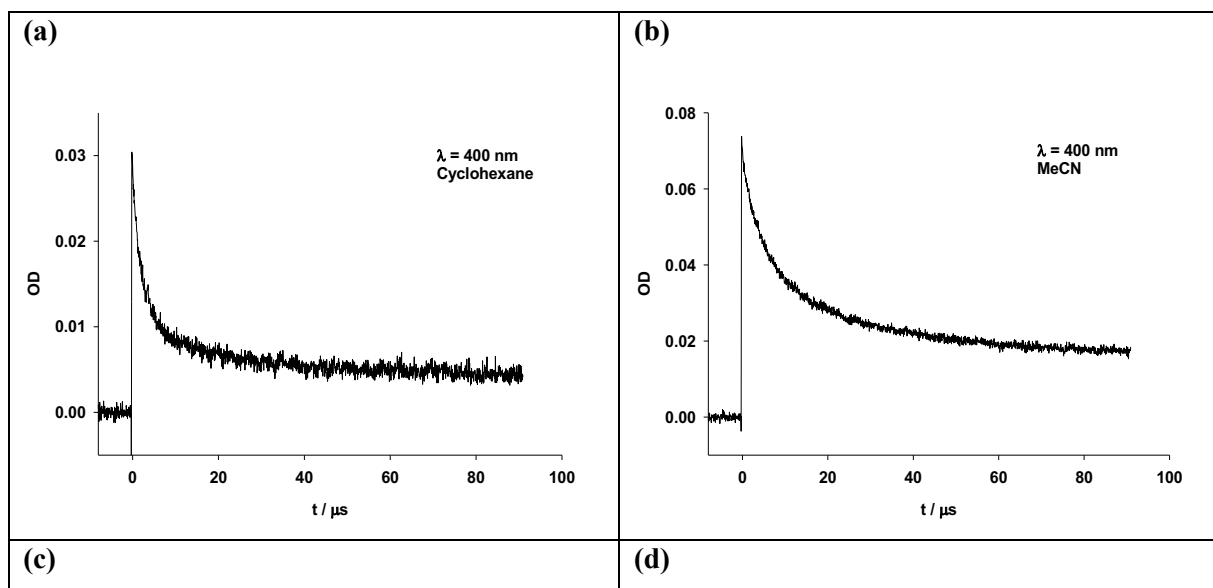 (a)
λ = 400 nm
Cyclohexane
OD
0.03
0.02
0.01
0.00
0 20 40 60 80 100
t / μs
(b)
λ = 400 nm
MeCN
OD
0.08
0.06
0.04
0.02
0.00
0 20 40 60 80 100
t / μs
(c)
(d)